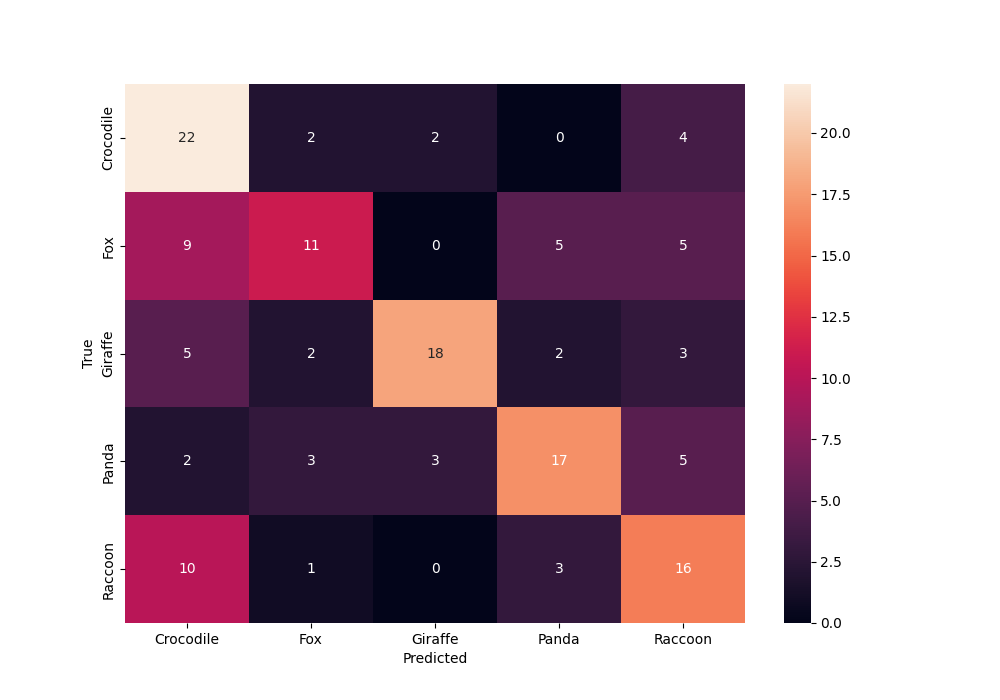 True
Crocodile 22 2 2 0 4
Fox 9 11 0 5 5
Giraffe 5 2 18 2 3
Panda 2 3 3 17 5
Raccoon 10 1 0 3 16
Crocodile Fox Giraffe Panda Raccoon
Predicted
20.0
17.5
15.0
12.5
10.0
7.5
5.0
2.5
0.0